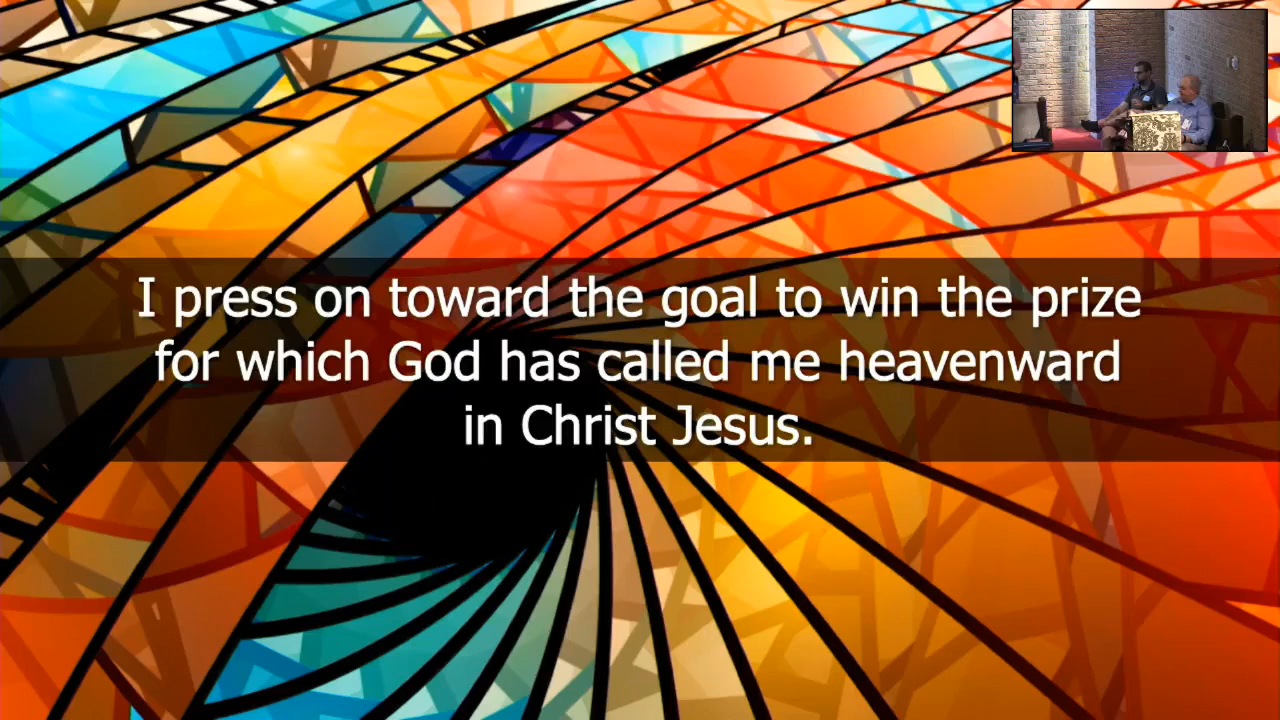 I press on toward the goal to win the prize
for which God has called me heavenward
in Christ Jesus.